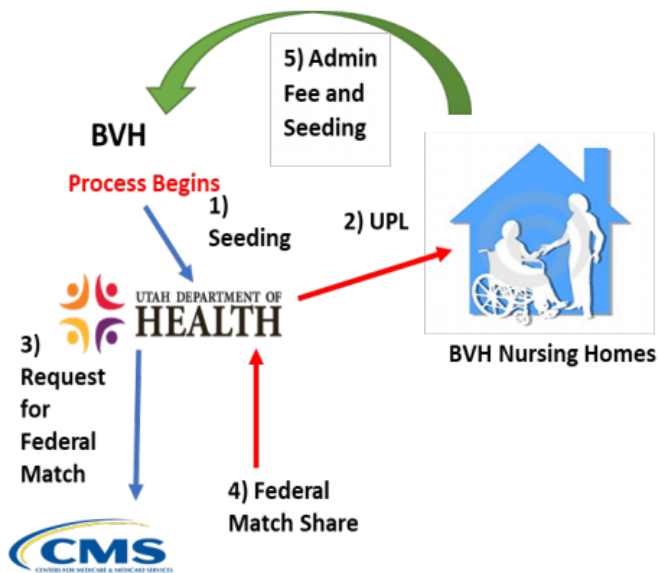 5) Admin
Fee and
Seeding
BVH
Process Begins
1)
Seeding
2) UPL
UTAH DEPARTMENT OF
HEALTH
BVH Nursing Homes
3)
Request
for
Federal
Match
4) Federal
Match Share
CMS
CENTERS FOR MEDICARE & MEDICAID SERVICES